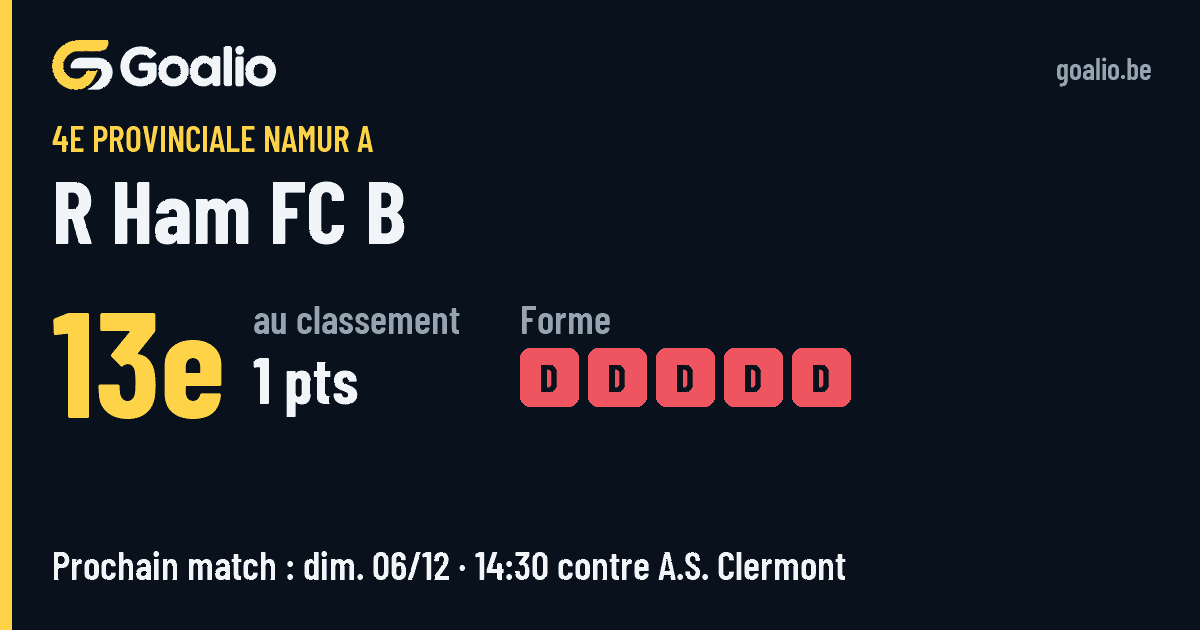 Goalio
goalio.be
4E PROVINCIALE NAMUR A
R Ham FC B
13e
au classement
1 pts
Forme
D D D D D
Prochain match : dim. 06/12 · 14:30 contre A.S. Clermont